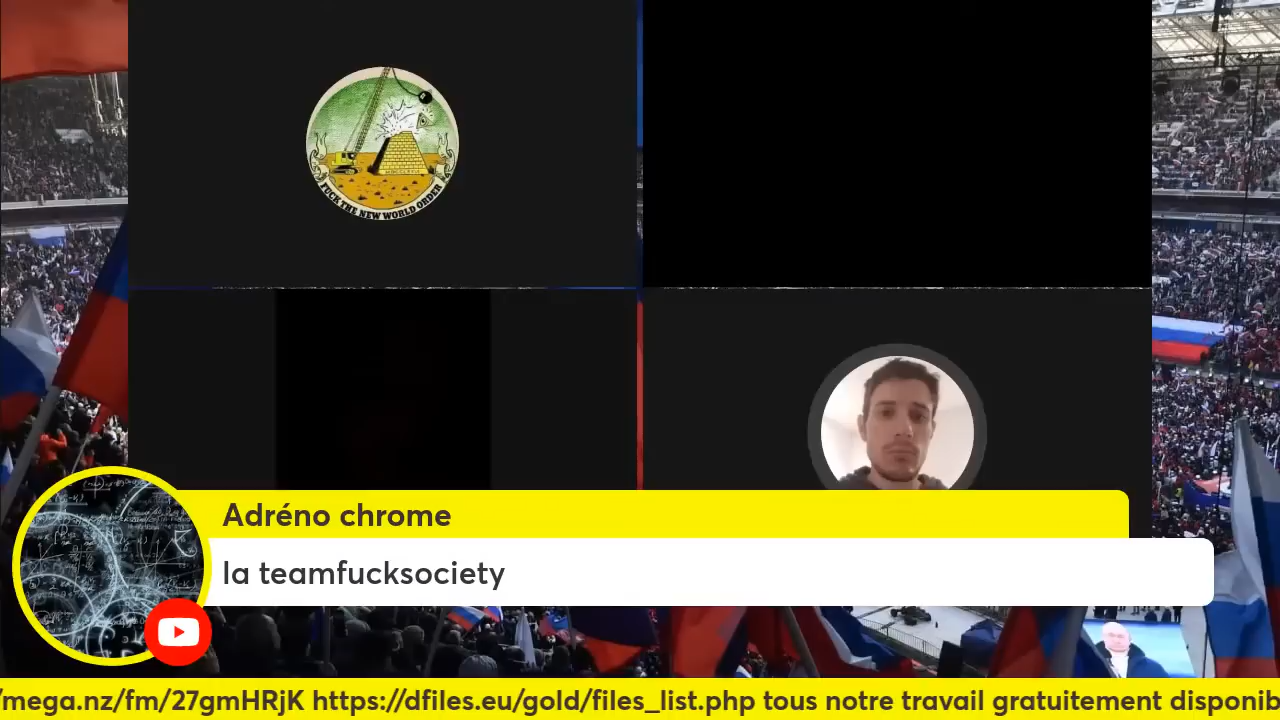 FUCK THE NEW WORLD ORDER
Adréno chrome
la teamfucksociety
/mega.nz/fm/27gmHRjK https://dfiles.eu/gold/files_list.php tous notre travail gratuitement disponib